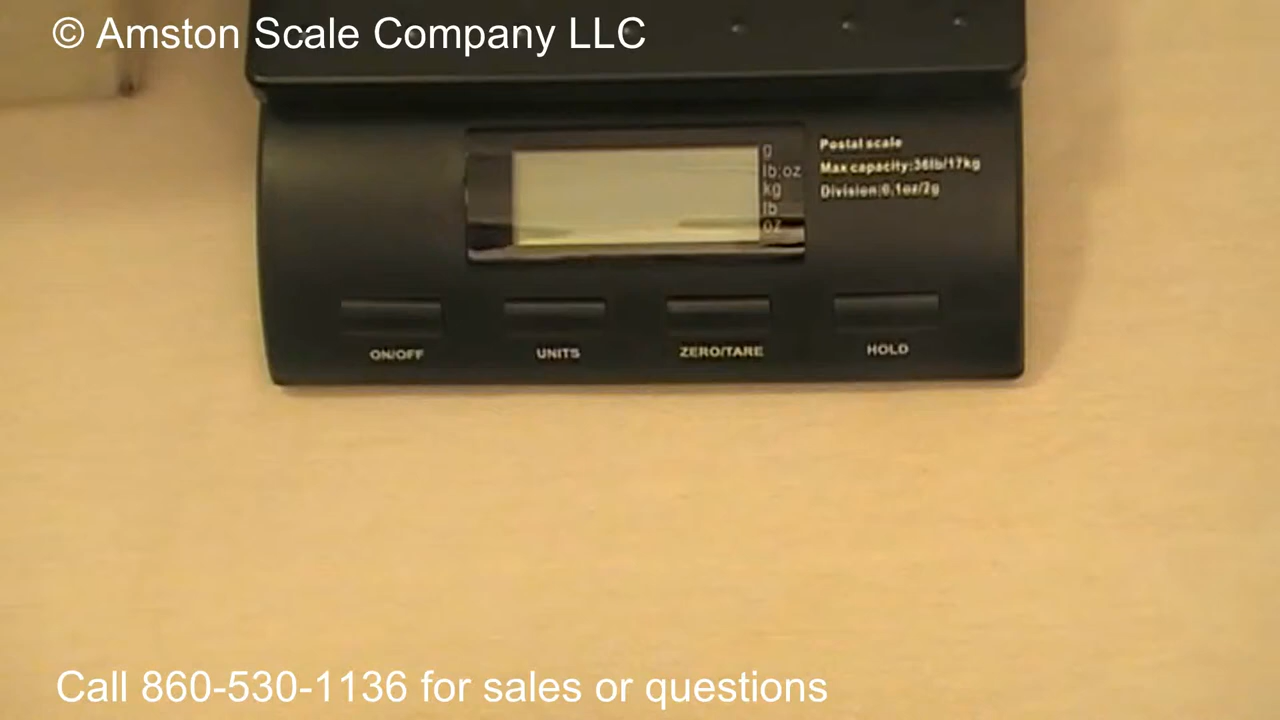 © Amston Scale Company LLC
g
lb:oz
kg
lb
oz
Postal scale
Max capacity:36lb/17kg
Division:0.1oz/2g
ON/OFF
UNITS
ZERO/TARE
HOLD
Call 860-530-1136 for sales or questions